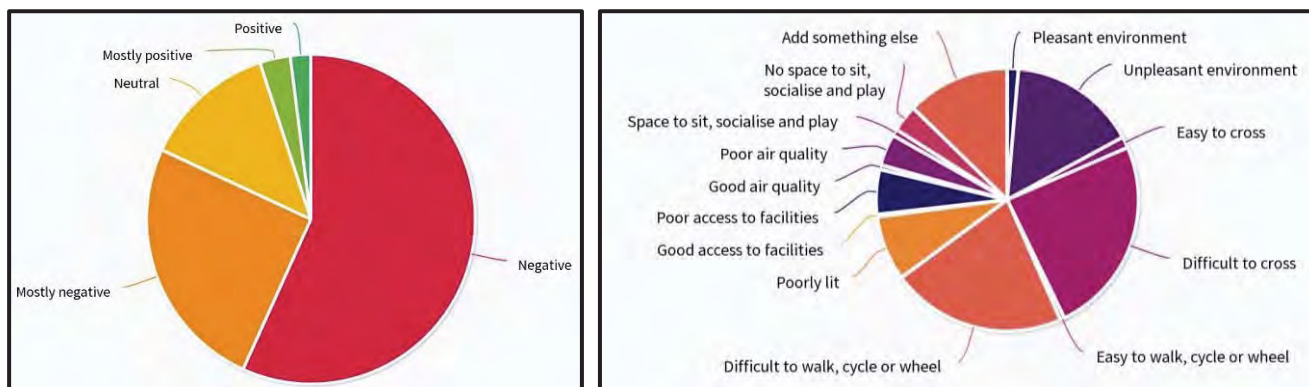 Positive
Mostly positive
Neutral
Negative
Mostly negative
Add something else
Pleasant environment
No space to sit,
socialise and play
Unpleasant environment
Space to sit, socialise and play
Easy to cross
Poor air quality
Good air quality
Poor access to facilities
Good access to facilities
Difficult to cross
Poorly lit
Easy to walk, cycle or wheel
Difficult to walk, cycle or wheel